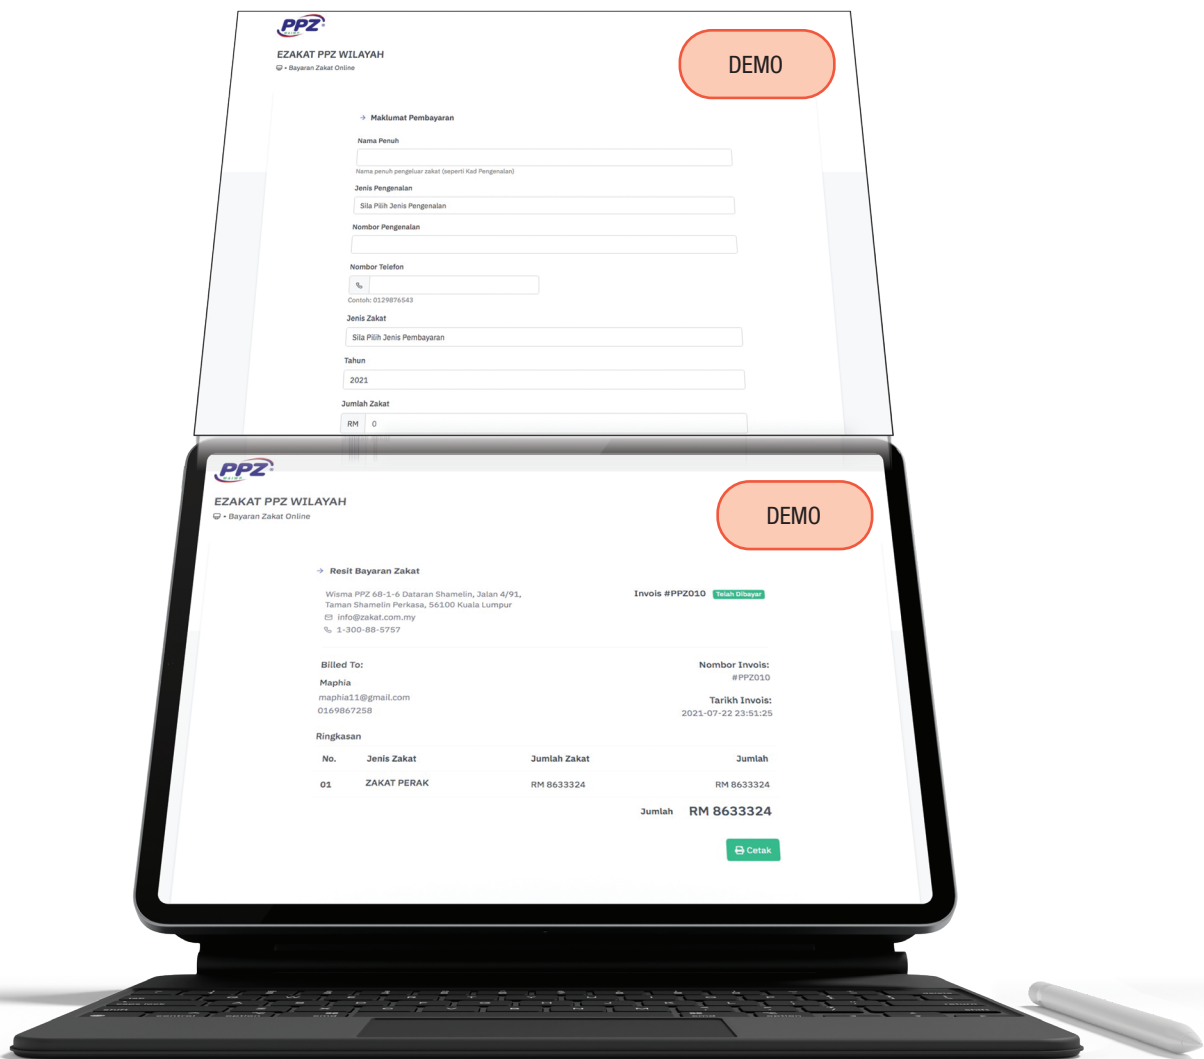 PPZ
EZAKAT PPZ WILAYAH
• Bayaran Zakat Online
DEMO
→ Maklumat Pembayaran
Nama Penuh
Nama penuh pengeluar zakat (seperti Kad Pengenalan)
Jenis Pengenalan
Sila Pilih Jenis Pengenalan
Nombor Pengenalan
Nombor Telefon
Contoh: 0129876543
Jenis Zakat
Sila Pilih Jenis Pembayaran
Tahun
2021
Jumlah Zakat
RM 0
PPZ
EZAKAT PPZ WILAYAH
• Bayaran Zakat Online
DEMO
→ Resit Bayaran Zakat
Wisma PPZ 68-1-6 Dataran Shamelin, Jalan 4/91,
Taman Shamelin Perkasa, 56100 Kuala Lumpur
info@zakat.com.my
1-300-88-5757
Invois #PPZ010 Telah Dibayar
Billed To:
Maphia
maphia11@gmail.com
0169867258
Nombor Invois:
#PPZ010
Tarikh Invois:
2021-07-22 23:51:25
Ringkasan
No. Jenis Zakat Jumlah Zakat Jumlah
01 ZAKAT PERAK RM 8633324 RM 8633324
Jumlah RM 8633324
Cetak